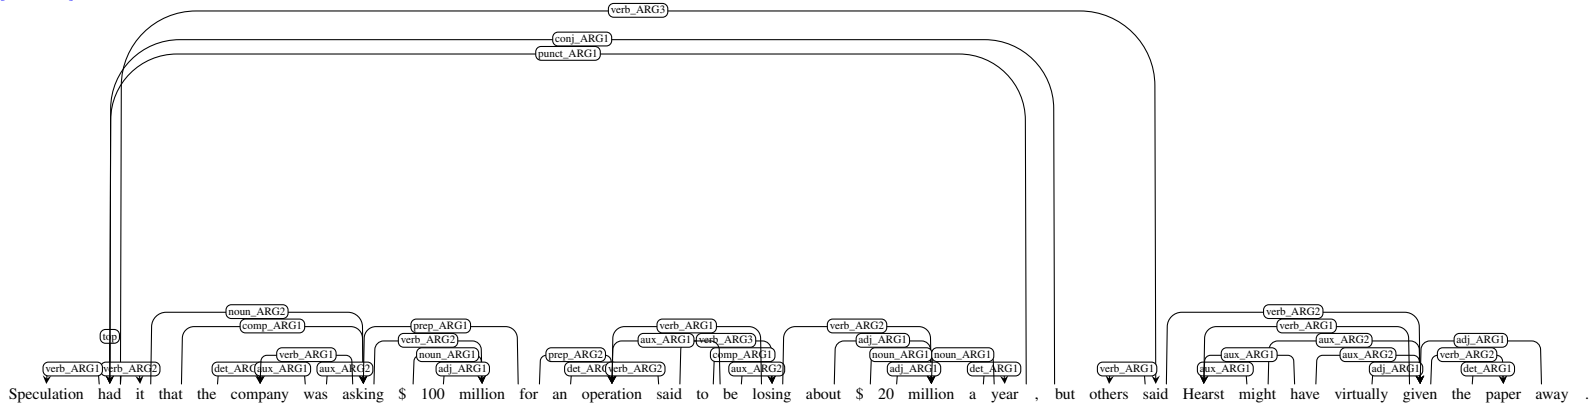 verb_ARG3
conj_ARG1
punct_ARG1
noun_ARG2 verb_ARG2
top comp_ARG1 prep_ARG1 verb_ARG1 verb_ARG2 verb_ARG1
verb_ARG2 aux_ARG1 verb_ARG3 adj_ARG1 aux_ARG2 adj_ARG1
verb_ARG1 noun_ARG1 prep_ARG2 comp_ARG1 noun_ARG1 noun_ARG1 aux_ARG1 aux_ARG2 verb_ARG2
verb_ARG1 verb_ARG2 aux_ARG1 aux_ARG2 adj_ARG1 verb_ARG2 aux_ARG2 adj_ARG1 det_ARG1 verb_ARG1 aux_ARG1 adj_ARG1 det_ARG1
Speculation had it that the company was asking $ 100 million for an operation said to be losing about $ 20 million a year , but others said Hearst might have virtually given the paper away .